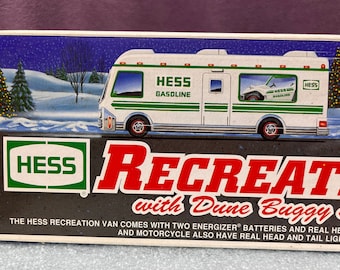 HESS
GASOLINE
HESS
HESS
RECREAT
with Dune Buggy
THE HESS RECREATION VAN COMES WITH TWO ENERGIZER® BATTERIES AND REAL HE
AND MOTORCYCLE ALSO HAVE REAL HEAD AND TAIL LIG